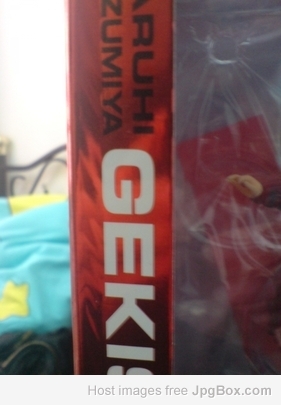 ARUHI
ZUMIYA
GEKIS
Host images free JpgBox.com